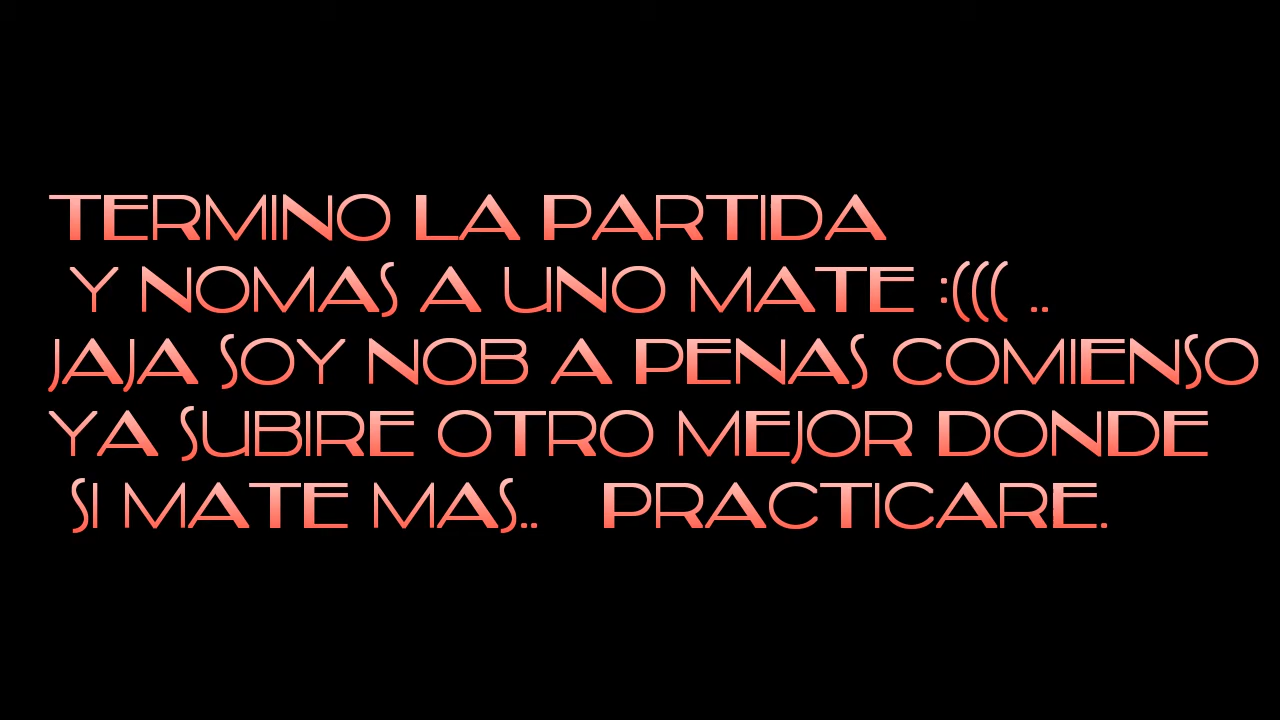 TERMINO LA PARTIDA
Y NOMAS A UNO MATE :((( ..
JAJA SOY NOB A PENAS COMIENSO
YA SUBIRE OTRO MEJOR DONDE
SI MATE MAS.. PRACTICARE.